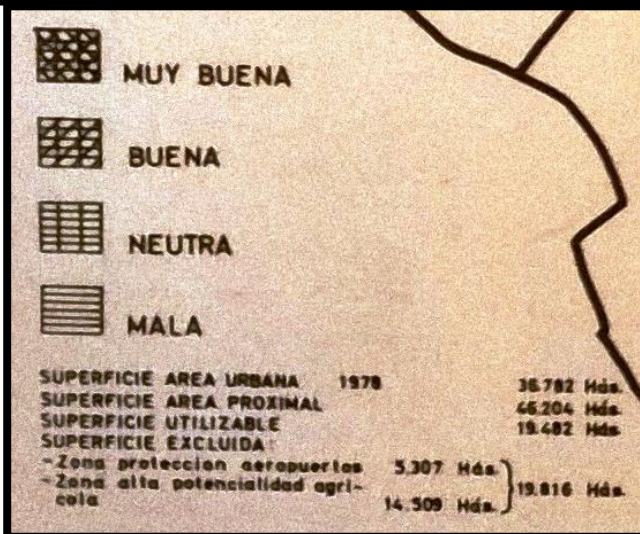 MUY BUENA
BUENA
NEUTRA
MALA
SUPERFICIE AREA URBANA 1978 36.782 Hás.
SUPERFICIE AREA PROXIMAL 46.204 Hás.
SUPERFICIE UTILIZABLE 19.482 Hás.
SUPERFICIE EXCLUIDA:
-Zona proteccion aeropuertos 5.307 Hás.
-Zona alta potencialidad agri-
cola 14.509 Hás. 19.816 Hás.